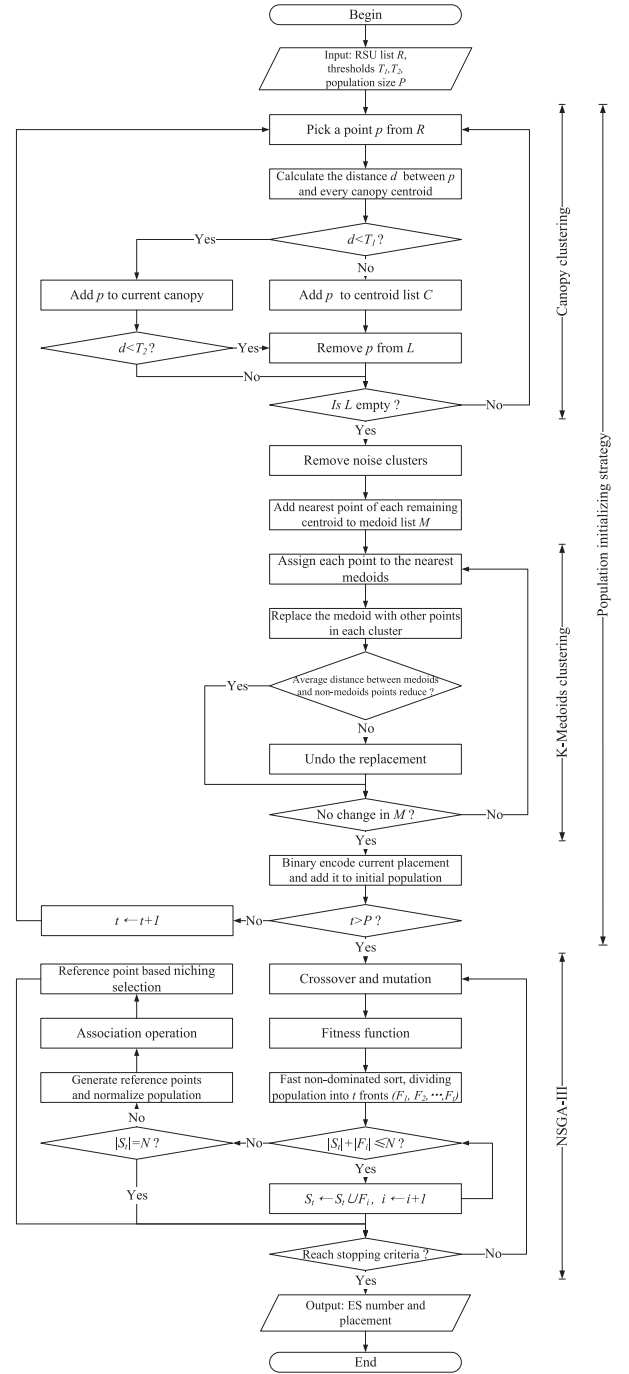 Begin
Input: RSU list R,
thresholds T1,T2,
population size P
Pick a point p from R
Calculate the distance d between p
and every canopy centroid
d<T1 ?
Yes
No
Add p to current canopy
Add p to centroid list C
d<T2 ?
Yes
Remove p from L
No
Is L empty ?
No
Yes
Remove noise clusters
Add nearest point of each remaining
centroid to medoid list M
Assign each point to the nearest
medoids
Replace the medoid with other points
in each cluster
Average distance between medoids
and non-medoids points reduce ?
Yes
No
Undo the replacement
No change in M ?
No
Yes
Binary encode current placement
and add it to initial population
t>P ?
No
t ←t+1
Yes
Canopy clustering
K-Medoids clustering
Population initializing strategy
Crossover and mutation
Fitness function
Fast non-dominated sort, dividing
population into t fronts (F1, F2,···,Ft)
|St|+|Fi| ≤N ?
No
|St|=N ?
No
Generate reference points
and normalize population
Association operation
Reference point based niching
selection
Yes
Yes
St ←St ∪Fi, i ←i+1
Reach stopping criteria ?
No
Yes
NSGA-III
Output: ES number and
placement
End